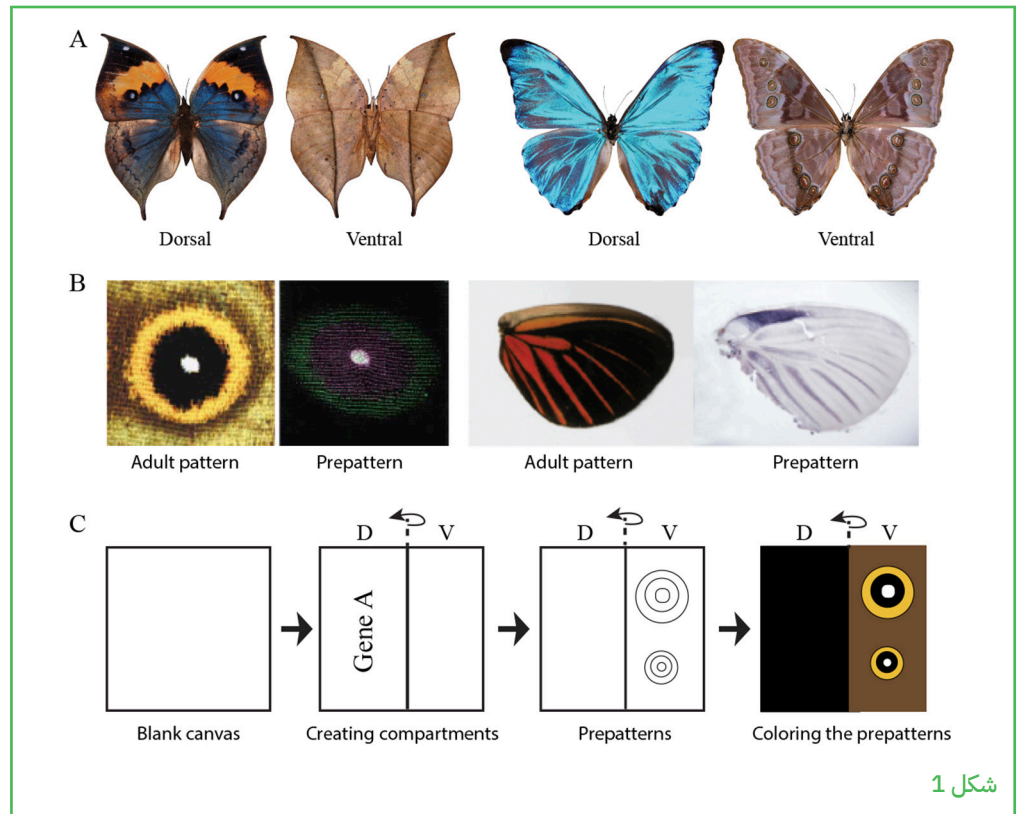 A
Dorsal Ventral Dorsal Ventral
B
Adult pattern Prepattern Adult pattern Prepattern
C
D V D V D V
Gene A
Blank canvas Creating compartments Prepatterns Coloring the prepatterns
شكل 1